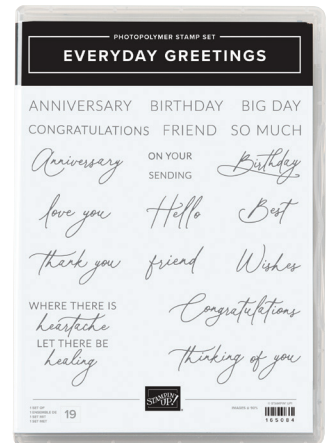 PHOTOPOLYMER STAMP SET
EVERYDAY GREETINGS
ANNIVERSARY BIRTHDAY BIG DAY
CONGRATULATIONS FRIEND SO MUCH
Anniversary ON YOUR SENDING Birthday
love you Hello Best
thank you friend Wishes
WHERE THERE IS
heartache
LET THERE BE
healing
Congratulations
Thinking of you
19
STAMPIN' UP!
165084